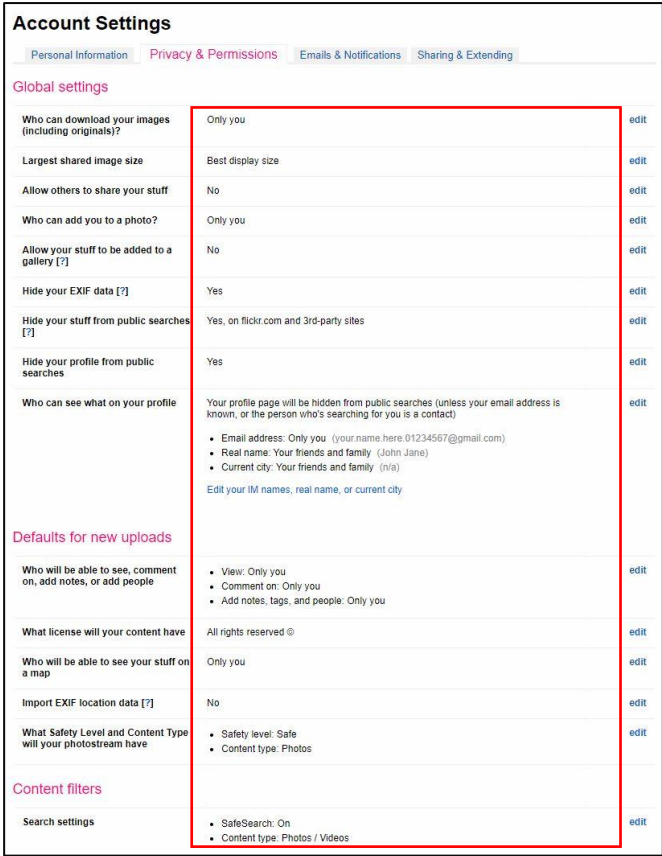 Account Settings
Personal Information Privacy & Permissions Emails & Notifications Sharing & Extending
Global settings
Who can download your images (including originals)? Only you edit
Largest shared image size Best display size edit
Allow others to share your stuff No edit
Who can add you to a photo? Only you edit
Allow your stuff to be added to a gallery [?] No edit
Hide your EXIF data [?] Yes edit
Hide your stuff from public searches [?] Yes, on flickr.com and 3rd-party sites edit
Hide your profile from public searches Yes edit
Who can see what on your profile Your profile page will be hidden from public searches (unless your email address is edit
known, or the person who's searching for you is a contact)
• Email address: Only you (your.name.here.01234567@gmail.com)
• Real name: Your friends and family (John Jane)
• Current city: Your friends and family (n/a)
Edit your IM names, real name, or current city
Defaults for new uploads
Who will be able to see, comment on, add notes, or add people edit
• View: Only you
• Comment on: Only you
• Add notes, tags, and people: Only you
What license will your content have All rights reserved © edit
Who will be able to see your stuff on a map Only you edit
Import EXIF location data [?] No edit
What Safety Level and Content Type will your photostream have edit
• Safety level: Safe
• Content type: Photos
Content filters
Search settings edit
• SafeSearch: On
• Content type: Photos / Videos